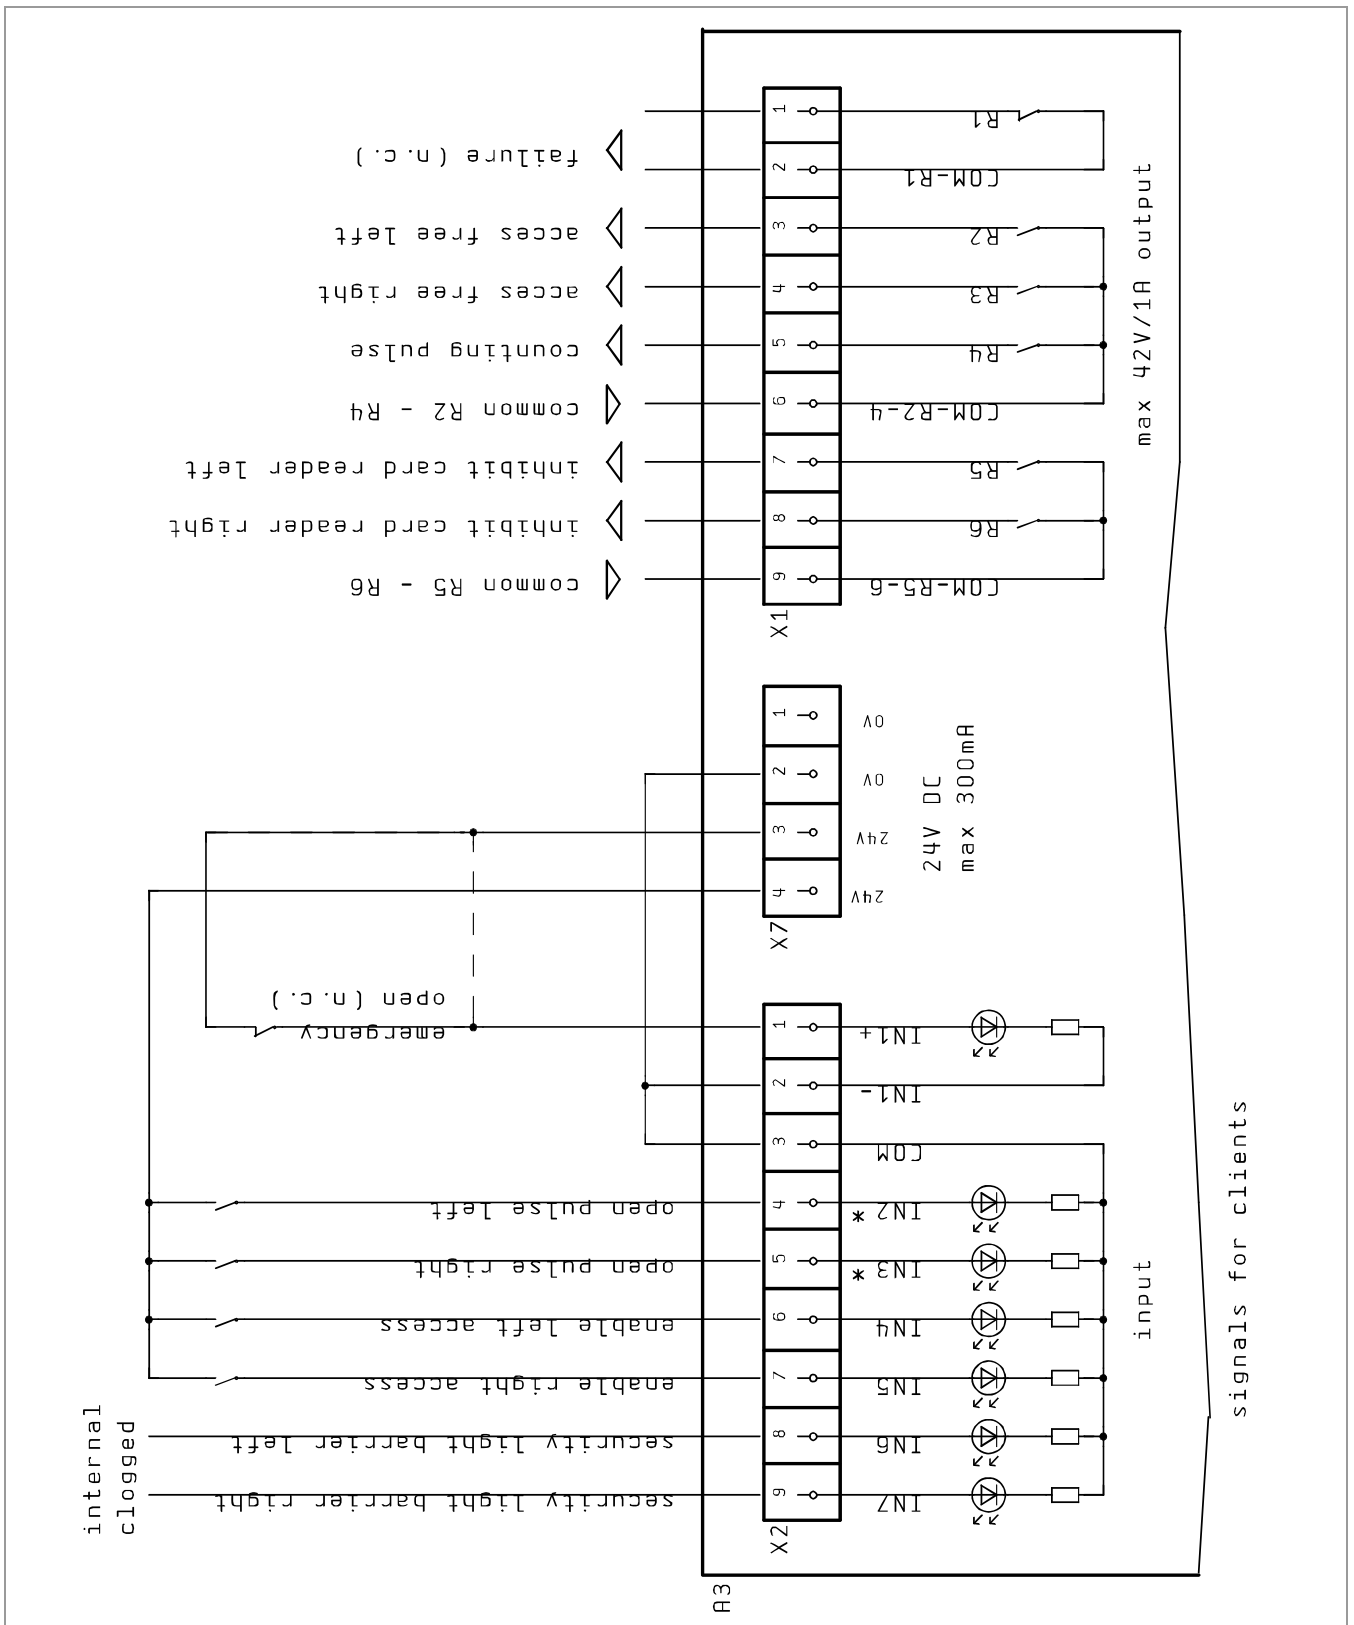 1
failure (n.c.)
R1
2
COM-R1
3
acces free left
R2
4
acces free right
R3
5
counting pulse
R4
6
common R2 - R4
COM-R2-4
7
inhibit card reader left
R5
8
inhibit card reader right
R6
9
common R5 - R6
COM-R5-6
X1
max 42V/1A output
1
0V
2
0V
3
24V
4
24V
X7
24V DC
max 300mA
emergency
open (n.c.)
1
IN1+
2
IN1-
3
COM
open pulse left
4
IN2 *
open pulse right
5
IN3 *
enable left access
6
IN4
enable right access
7
IN5
security light barrier left
8
IN6
security light barrier right
9
IN7
X2
input
internal
clogged
signals for clients
A3